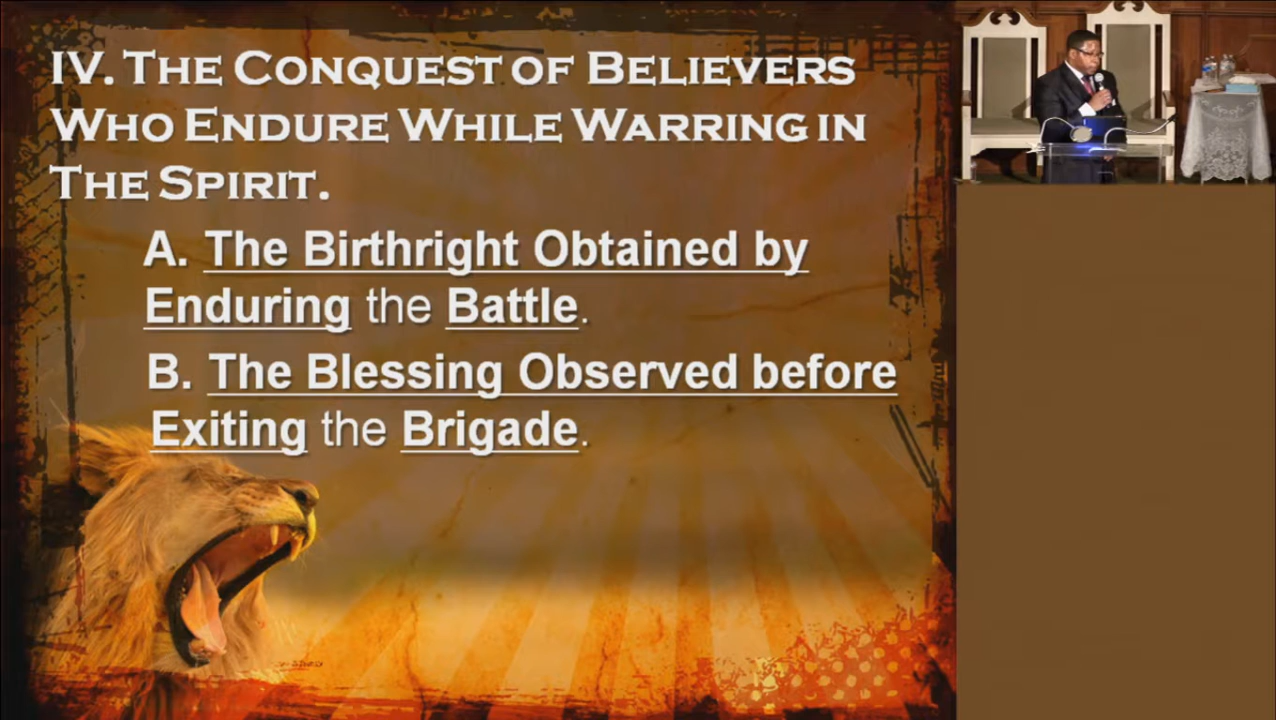 IV. THE CONQUEST OF BELIEVERS
WHO ENDURE WHILE WARRING IN
THE SPIRIT.
A. The Birthright Obtained by
Enduring the Battle.
B. The Blessing Observed before
Exiting the Brigade.